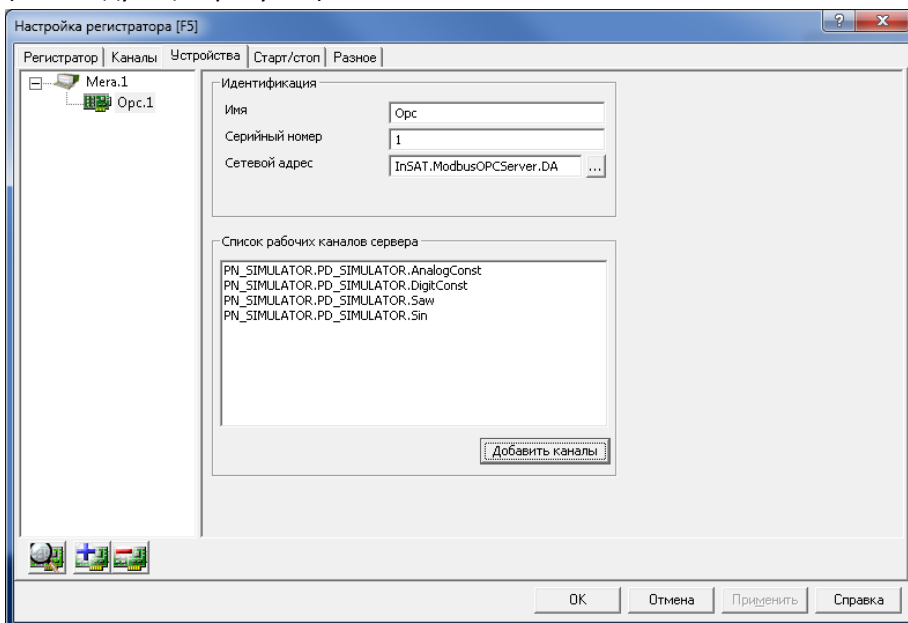 Настройка регистратора [F5]
Регистратор Каналы Устройства Старт/стоп Разное
Мега.1
Opc.1
Идентификация
Имя
Opc
Серийный номер
1
Сетевой адрес
InSAT.ModbusOPCServer.DA
...
Список рабочих каналов сервера
PN_SIMULATOR.PD_SIMULATOR.AnalogConst
PN_SIMULATOR.PD_SIMULATOR.DigitConst
PN_SIMULATOR.PD_SIMULATOR.Saw
PN_SIMULATOR.PD_SIMULATOR.Sin
Добавить каналы
OK Отмена Применить Справка